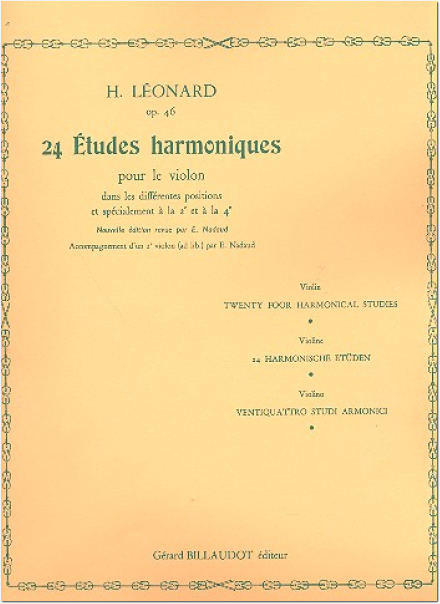 H. LÉONARD
op. 46
24 Études harmoniques
pour le violon
dans les différentes positions
et spécialement à la 2e et à la 4e
Nouvelle édition revue par E. Nadaud
Accompagnement d'un 2e violon (ad lib.) par E. Nadaud
Violin
TWENTY FOUR HARMONICAL STUDIES
Violine
24 HARMONISCHE ETÜDEN
Violino
VENTIQUATTRO STUDI ARMONICI
Gérard BILLAUDOT éditeur